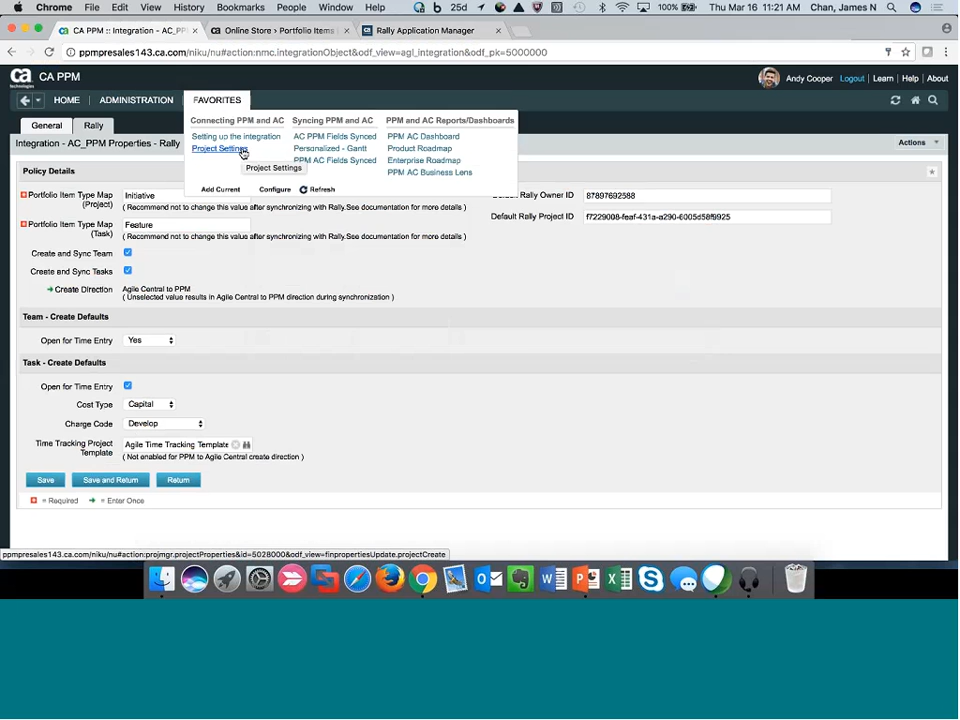 Chrome File Edit View History Bookmarks People Window Help 25d 100% Thu Mar 16 11:21 AM Chan, James N
CA PPM :: Integration - AC_PP × Online Store › Portfolio Items | × Rally Application Manager ×
ppmpresales143.ca.com/niku/nu#action:nmc.integrationObject&odf_view=agl_integration&odf_pk=5000000
ca technologies CA PPM Andy Cooper Logout Learn Help About
HOME ADMINISTRATION FAVORITES
Connecting PPM and AC Syncing PPM and AC PPM and AC Reports/Dashboards
General Rally Setting up the integration AC PPM Fields Synced PPM AC Dashboard
Integration - AC_PPM Properties - Rally Project Settings Personalized - Gantt Product Roadmap Actions
PPM AC Fields Synced Enterprise Roadmap
Policy Details Project Settings PPM AC Business Lens
Add Current Configure Refresh
Portfolio Item Type Map (Project) Initiative Default Rally Owner ID 87897692588
( Recommend not to change this value after synchronizing with Rally.See documentation for more details )
Default Rally Project ID f7229008-feaf-431a-a290-6005d58f9925
Portfolio Item Type Map (Task) Feature
( Recommend not to change this value after synchronizing with Rally.See documentation for more details )
Create and Sync Team
Create and Sync Tasks
Create Direction Agile Central to PPM
( Unselected value results in Agile Central to PPM direction during synchronization )
Team - Create Defaults
Open for Time Entry Yes
Task - Create Defaults
Open for Time Entry
Cost Type Capital
Charge Code Develop
Time Tracking Project Template Agile Time Tracking Template
( Not enabled for PPM to Agile Central create direction )
Save Save and Return Return
= Required = Enter Once
ppmpresales143.ca.com/niku/nu#action:projmgr.projectProperties&id=5028000&odf_view=finpropertiesUpdate.projectCreate